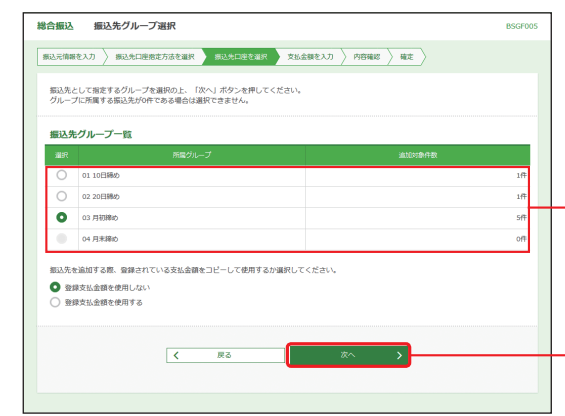 総合振込 振込先グループ選択 BSGF005
振込元情報を入力 振込先口座指定方法を選択 振込先口座を選択 支払金額を入力 内容確認 確定
振込先として指定するグループを選択の上、「次へ」ボタンを押してください。
グループに所属する振込先が0件である場合は選択できません。
振込先グループ一覧
選択 所属グループ 追加対象件数
01 10日締め 1件
02 20日締め 1件
03 月初締め 5件
04 月末締め 0件
振込先を追加する際、登録されている支払金額をコピーして使用するか選択してください。
登録支払金額を使用しない
登録支払金額を使用する
戻る 次へ